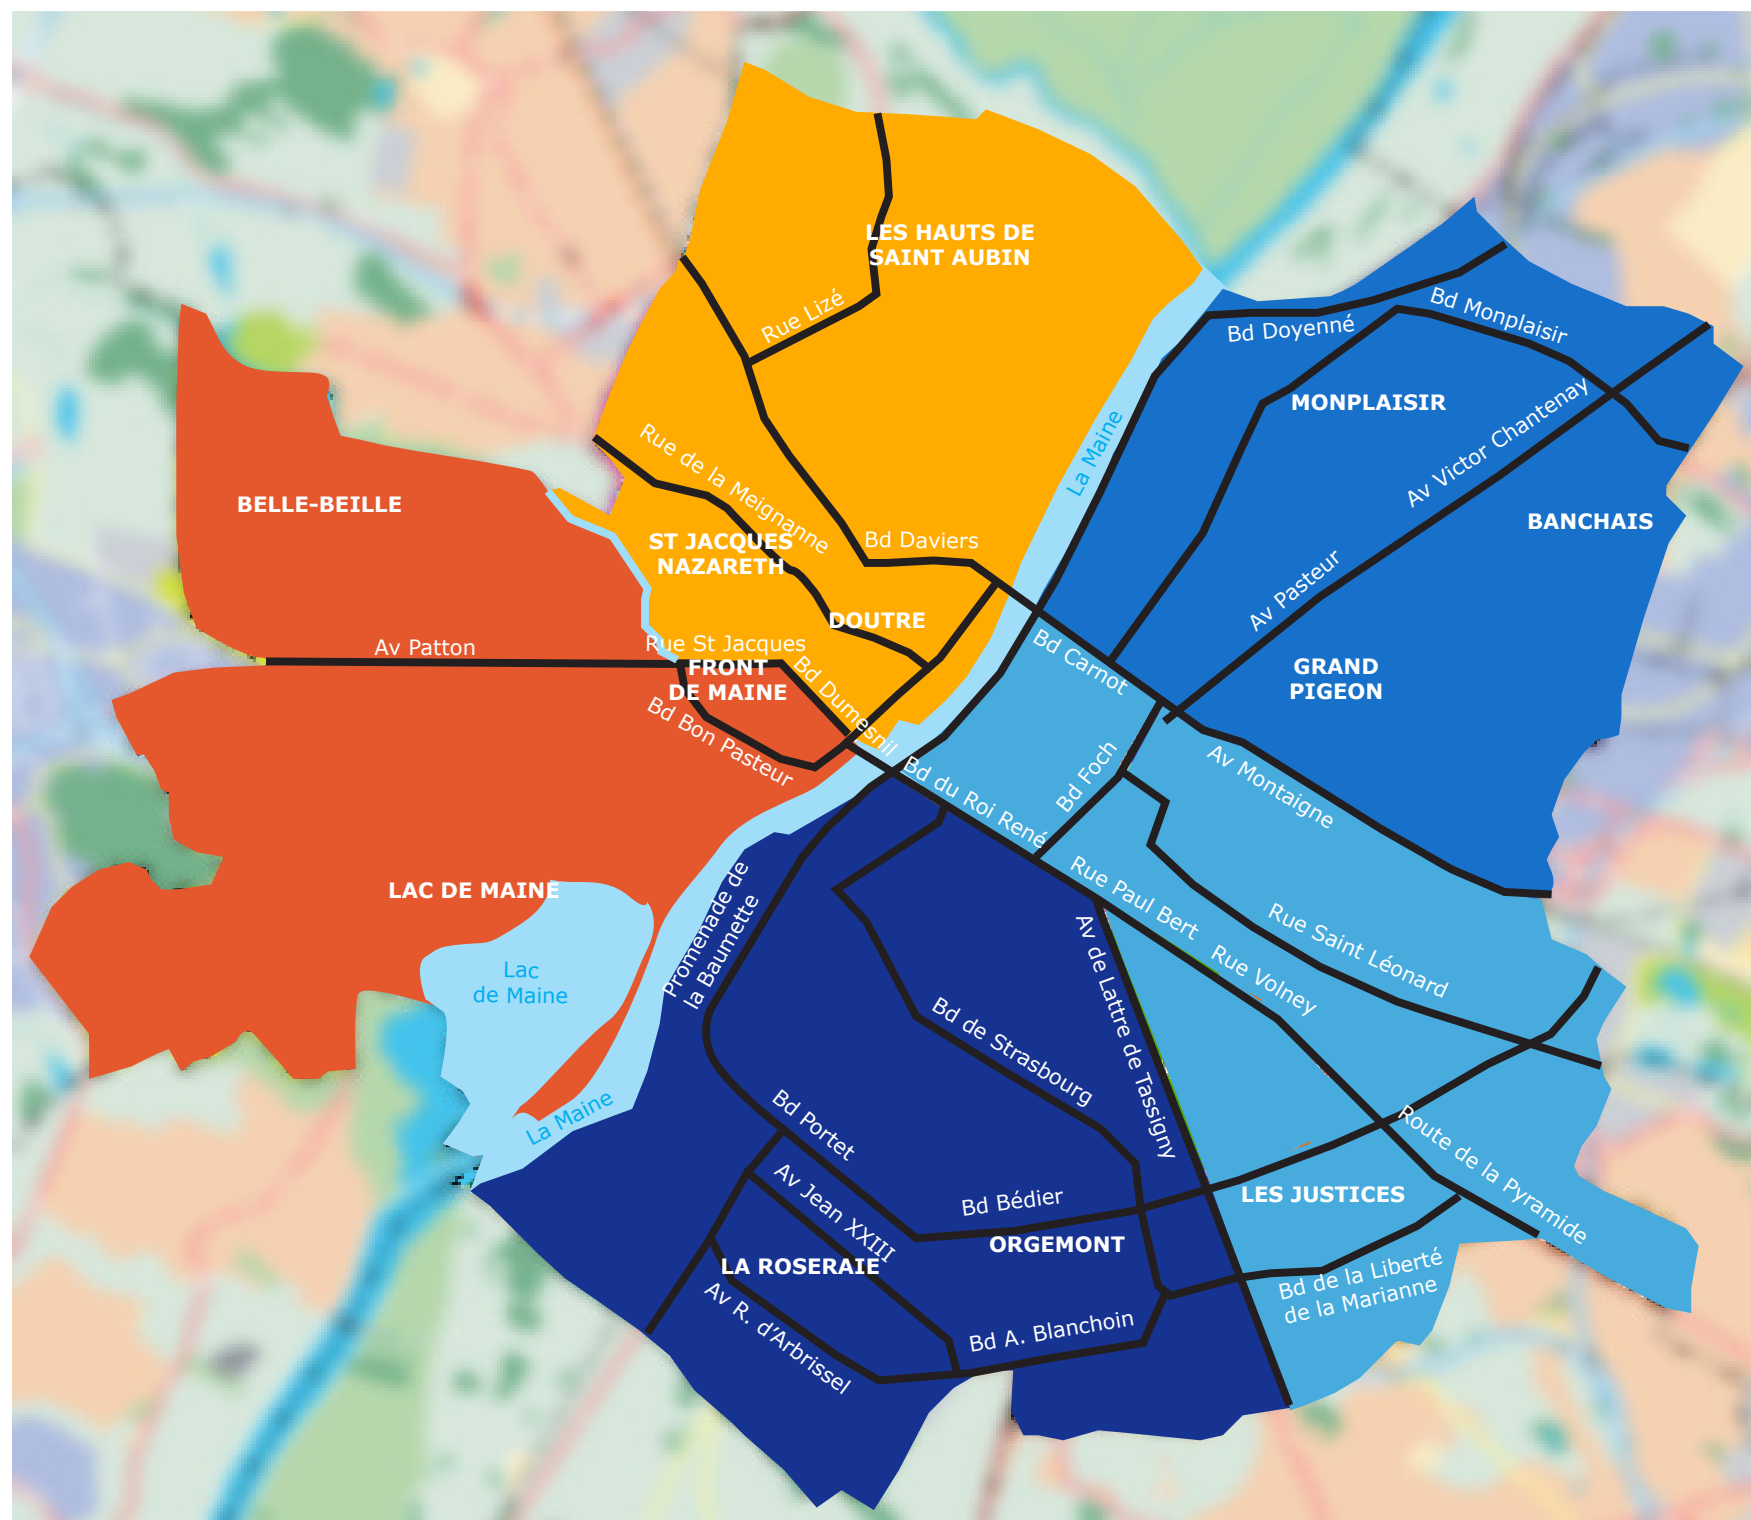 LES HAUTS DE
SAINT AUBIN
Rue Lizé
Bd Doyenné
Bd Monplaisir
MONPLAISIR
Av Victor Chantenay
La Maine
BELLE-BEILLE
Rue de la Meignanne
BANCHAIS
ST JACQUES
NAZARETH
Bd Daviers
Av Pasteur
DOUTRE
Av Patton
Rue St Jacques
FRONT
DE MAINE
Bd Dumesnil
Bd Bon Pasteur
Bd Carnot
GRAND
PIGEON
Bd Foch
Av Montaigne
Bd du Roi René
LAC DE MAINE
Rue Paul Bert
Rue Saint Léonard
Rue Volney
Promenade de
la Baumette
Lac
de Maine
Av de Lattre de Tassigny
Bd de Strasbourg
La Maine
Bd Portet
Route de la Pyramide
Av Jean XXIII
Bd Bédier
LES JUSTICES
ORGEMONT
LA ROSERAIE
Bd de la Liberté
de la Marianne
Av R. d’Arbrissel
Bd A. Blanchoin